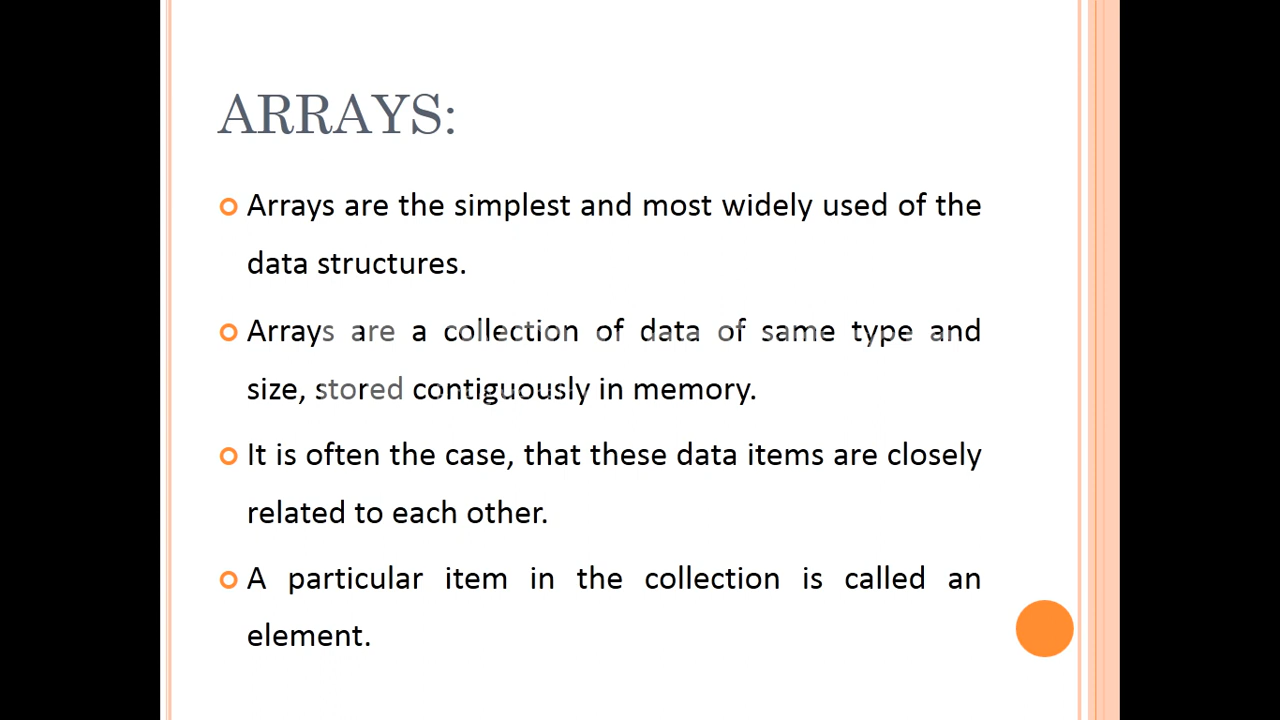 ARRAYS:
Arrays are the simplest and most widely used of the
data structures.
Arrays are a collection of data of same type and
size, stored contiguously in memory.
It is often the case, that these data items are closely
related to each other.
A particular item in the collection is called an
element.